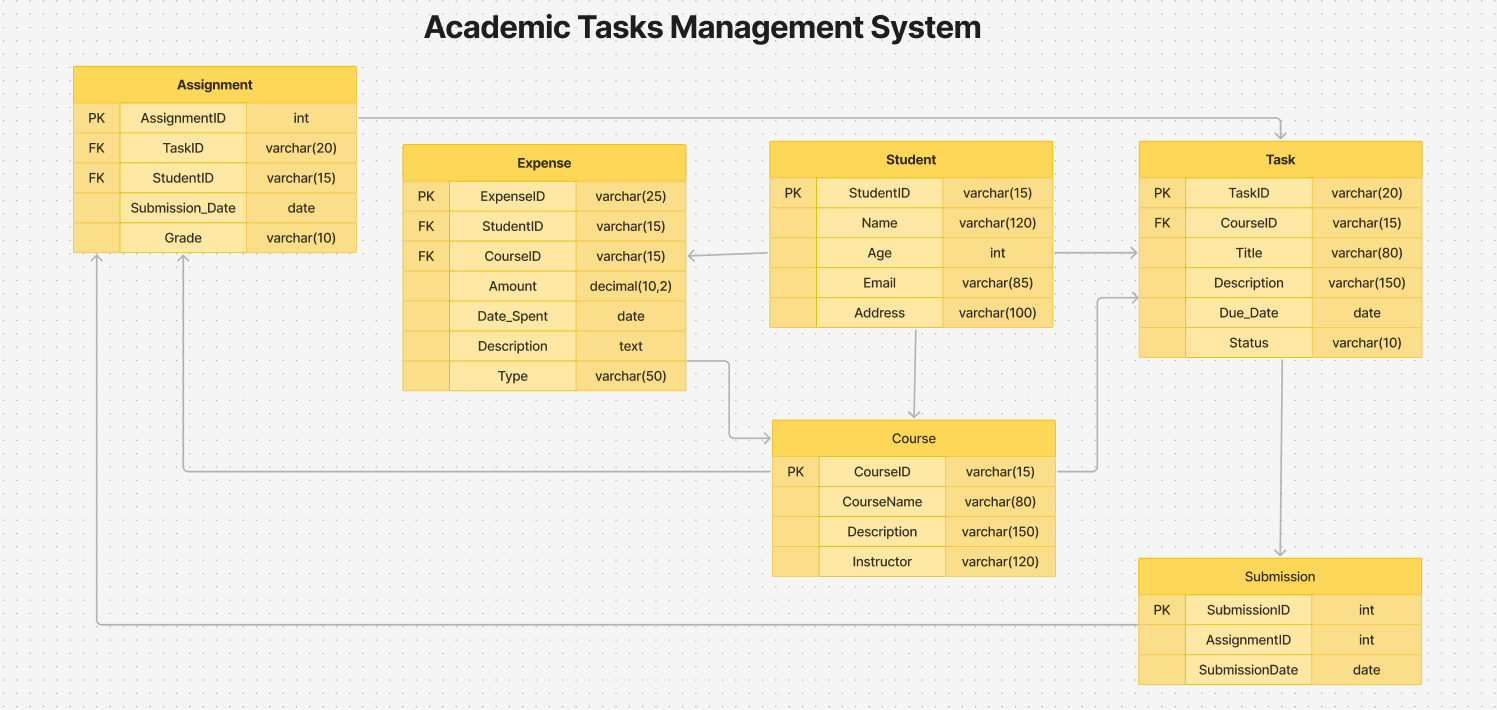 Academic Tasks Management System
Assignment
PK AssignmentID int
FK TaskID varchar(20)
FK StudentID varchar(15)
Submission_Date date
Grade varchar(10)
Expense
PK ExpenseID varchar(25)
FK StudentID varchar(15)
FK CourseID varchar(15)
Amount decimal(10,2)
Date_Spent date
Description text
Type varchar(50)
Student
PK StudentID varchar(15)
Name varchar(120)
Age int
Email varchar(85)
Address varchar(100)
Task
PK TaskID varchar(20)
FK CourseID varchar(15)
Title varchar(80)
Description varchar(150)
Due_Date date
Status varchar(10)
Course
PK CourseID varchar(15)
CourseName varchar(80)
Description varchar(150)
Instructor varchar(120)
Submission
PK SubmissionID int
AssignmentID int
SubmissionDate date